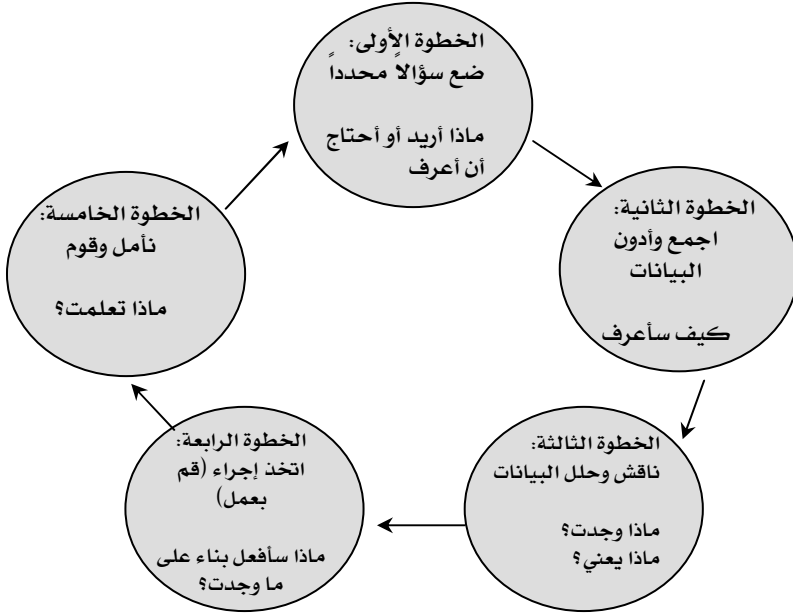 الخطوة الأولى:
ضع سؤالاً محدداً
ماذا أريد أو أحتاج
أن أعرف
الخطوة الثانية:
اجمع وأدون
البيانات
كيف سأعرف
الخطوة الثالثة:
ناقش وحلل البيانات
ماذا وجدت؟
ماذا يعني؟
الخطوة الرابعة:
اتخذ إجراء (قم
بعمل)
ماذا سأفعل بناء على
ما وجدت؟
الخطوة الخامسة:
نأمل وقوم
ماذا تعلمت؟